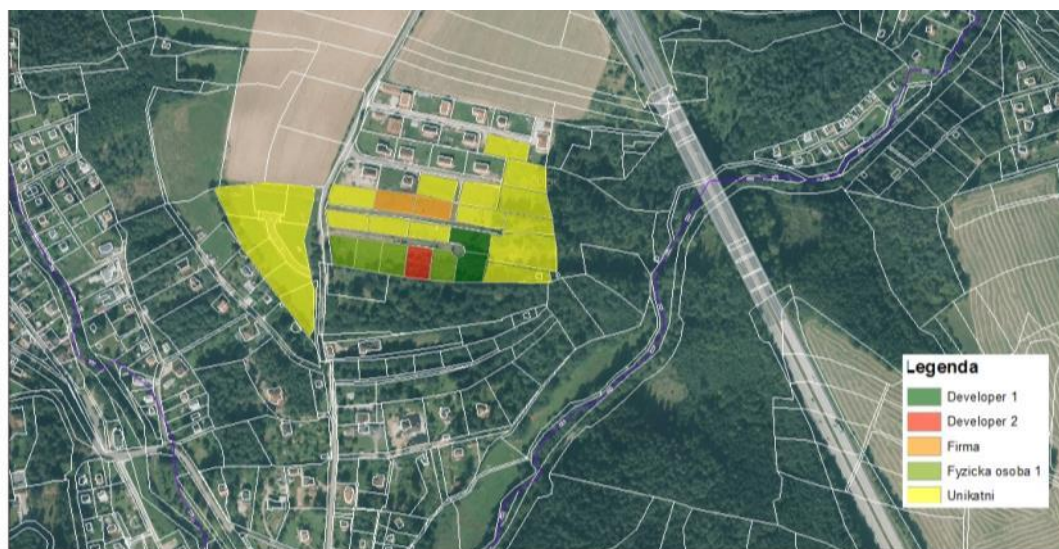 Legenda
Developer 1
Developer 2
Firma
Fyzicka osoba 1
Unikatni